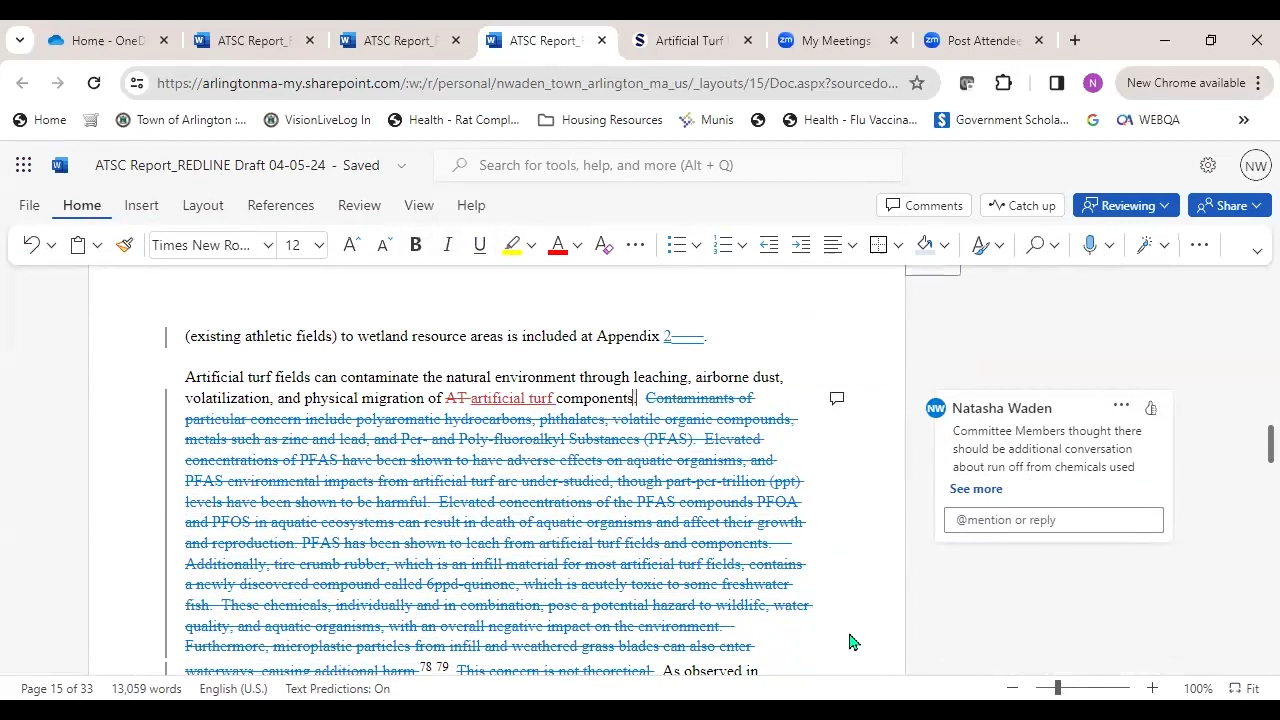 Home - OneD
ATSC Report_F
ATSC Report_F
ATSC Report_
Artificial Turf
My Meetings
Post Attendee
https://arlingtonma-my.sharepoint.com/:w:/r/personal/nwaden_town_arlington_ma_us/_layouts/15/Doc.aspx?sourcedo...
N
New Chrome available
Home
Town of Arlington :...
VisionLiveLog In
Health - Rat Compl...
Housing Resources
Munis
Health - Flu Vaccina...
Government Schola...
WEBQA
ATSC Report_REDLINE Draft 04-05-24 - Saved
Search for tools, help, and more (Alt + Q)
NW
File Home Insert Layout References Review View Help
Comments
Catch up
Reviewing
Share
Times New Ro...
12
B I U
(existing athletic fields) to wetland resource areas is included at Appendix 2____.
Artificial turf fields can contaminate the natural environment through leaching, airborne dust,
volatilization, and physical migration of AT artificial turf components. Contaminants of
particular concern include polyaromatic hydrocarbons, phthalates, volatile organic compounds,
metals such as zinc and lead, and Per- and Poly-fluoroalkyl Substances (PFAS). Elevated
concentrations of PFAS have been shown to have adverse effects on aquatic organisms, and
PFAS environmental impacts from artificial turf are under-studied, though part-per-trillion (ppt)
levels have been shown to be harmful. Elevated concentrations of the PFAS compounds PFOA
and PFOS in aquatic ecosystems can result in death of aquatic organisms and affect their growth
and reproduction. PFAS has been shown to leach from artificial turf fields and components.
Additionally, tire crumb rubber, which is an infill material for most artificial turf fields, contains
a newly discovered compound called 6ppd-quinone, which is acutely toxic to some freshwater
fish. These chemicals, individually and in combination, pose a potential hazard to wildlife, water
quality, and aquatic organisms, with an overall negative impact on the environment.
Furthermore, microplastic particles from infill and weathered grass blades can also enter
waterways, causing additional harm.78 79 This concern is not theoretical. As observed in
NW
Natasha Waden
Committee Members thought there
should be additional conversation
about run off from chemicals used
See more
@mention or reply
Page 15 of 33
13,059 words
English (U.S.)
Text Predictions: On
100%
Fit